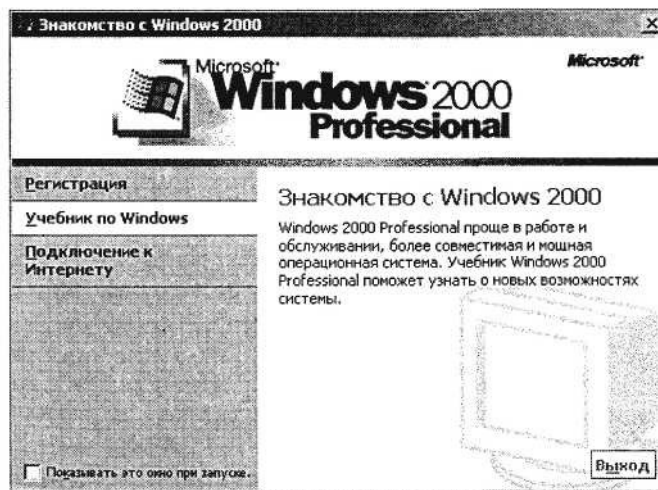 Знакомство с Windows 2000
Microsoft
Windows 2000
Professional
Microsoft
Регистрация
Учебник по Windows
Подключение к
Интернету
Знакомство с Windows 2000
Windows 2000 Professional проще в работе и
обслуживании, более совместимая и мощная
операционная система. Учебник Windows 2000
Professional поможет узнать о новых возможностях
системы.
Показывать это окно при запуске.
Выход